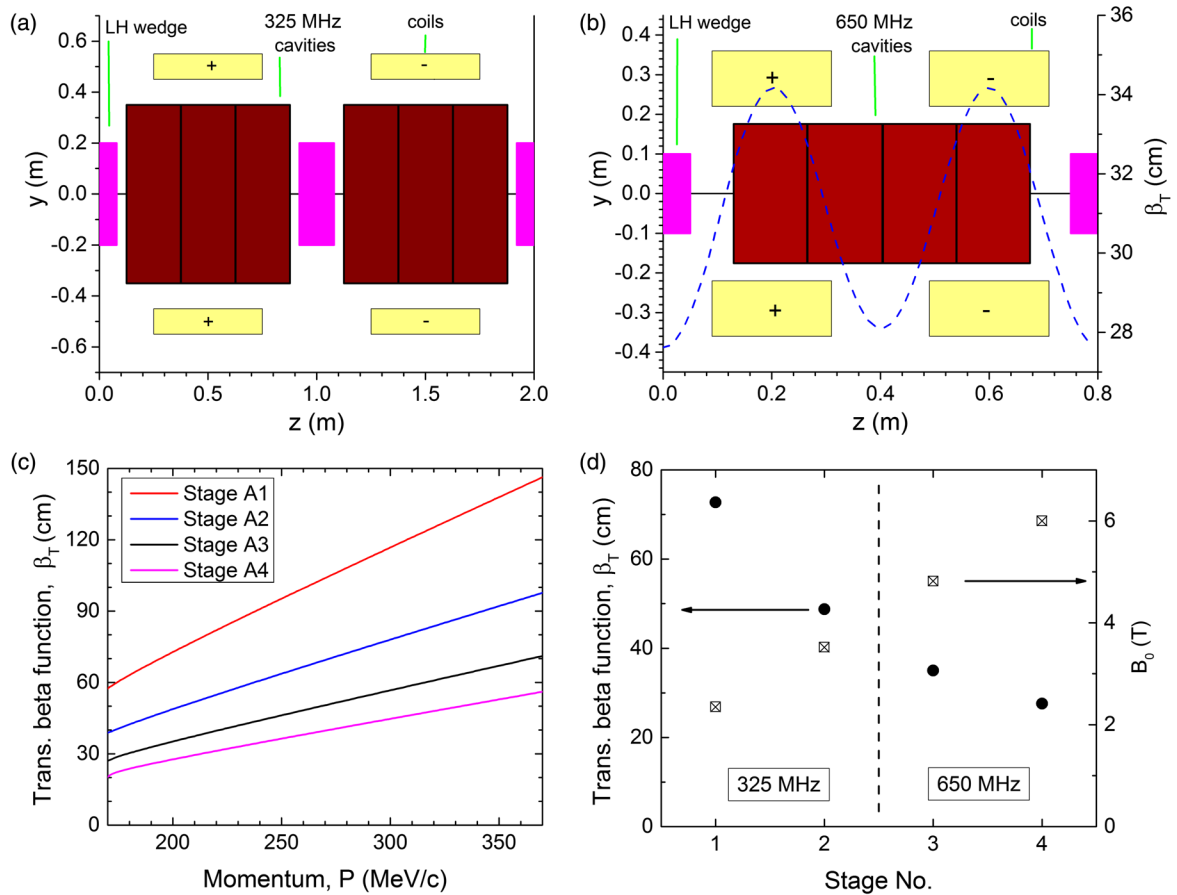 (a)
LH wedge
325 MHz
cavities
coils
+
-
+
-
y (m)
0.6
0.4
0.2
0.0
-0.2
-0.4
-0.6
0.0
0.5
1.0
1.5
2.0
z (m)
(b)
LH wedge
650 MHz
cavities
coils
+
-
+
-
y (m)
0.4
0.3
0.2
0.1
0.0
-0.1
-0.2
-0.3
-0.4
0.0
0.2
0.4
0.6
0.8
z (m)
36
34
32
30
28
26
β_T (cm)
(c)
Stage A1
Stage A2
Stage A3
Stage A4
Trans. beta function, β_T (cm)
150
120
90
60
30
0
200
250
300
350
Momentum, P (MeV/c)
(d)
Trans. beta function, β_T (cm)
80
70
60
50
40
30
20
10
0
325 MHz
650 MHz
1
2
3
4
Stage No.
6
4
2
0
B_0 (T)